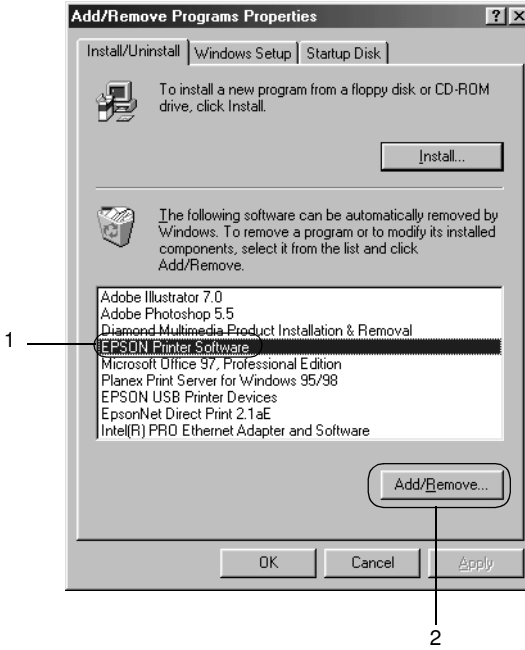 Add/Remove Programs Properties
Install/Uninstall Windows Setup Startup Disk
To install a new program from a floppy disk or CD-ROM
drive, click Install.
Install...
The following software can be automatically removed by
Windows. To remove a program or to modify its installed
components, select it from the list and click
Add/Remove.
Adobe Illustrator 7.0
Adobe Photoshop 5.5
Diamond Multimedia Product Installation & Removal
1
EPSON Printer Software
Microsoft Office 97, Professional Edition
Planex Print Server for Windows 95/98
EPSON USB Printer Devices
EpsonNet Direct Print 2.1aE
Intel(R) PRO Ethernet Adapter and Software
Add/Remove...
OK Cancel Apply
2